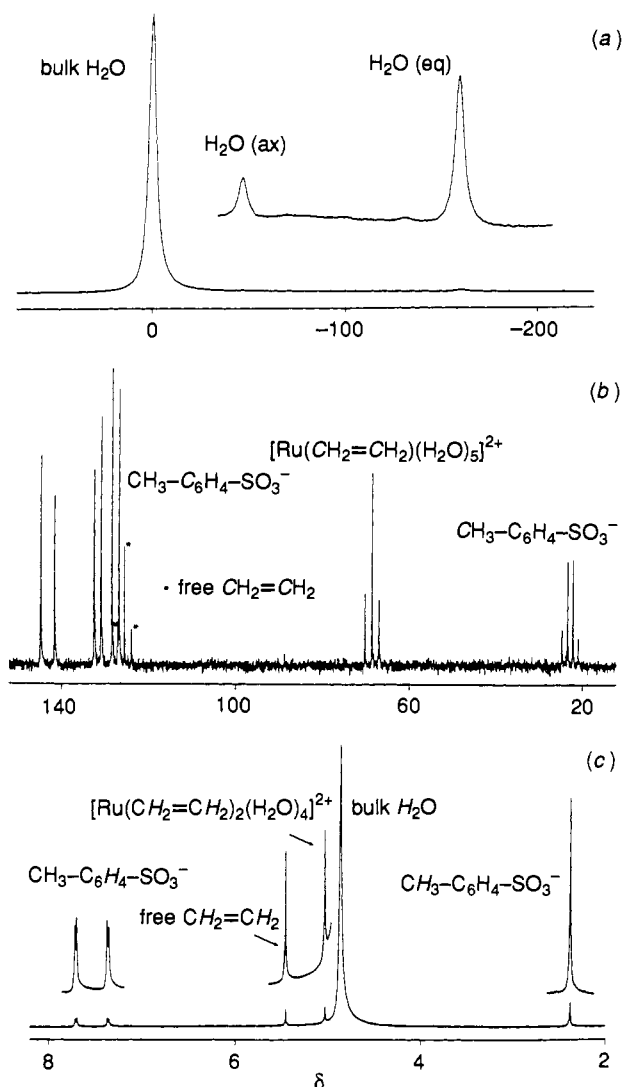 (a)
bulk H₂O
H₂O (eq)
H₂O (ax)
0 −100 −200
(b)
[Ru(CH₂=CH₂)(H₂O)₅]²⁺
CH₃–C₆H₄–SO₃⁻
CH₃–C₆H₄–SO₃⁻
• free CH₂=CH₂
140 100 60 20
(c)
[Ru(CH₂=CH₂)₂(H₂O)₄]²⁺
bulk H₂O
CH₃–C₆H₄–SO₃⁻
CH₃–C₆H₄–SO₃⁻
free CH₂=CH₂
8 6 4 2
δ